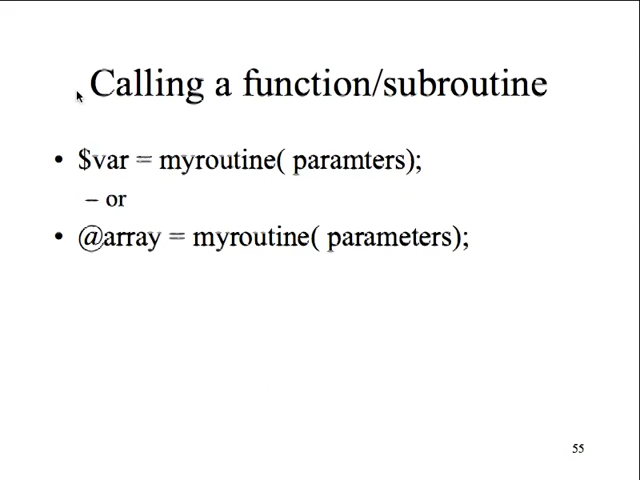 Calling a function/subroutine
• $var = myroutine( paramters);
– or
• @array = myroutine( parameters);
55